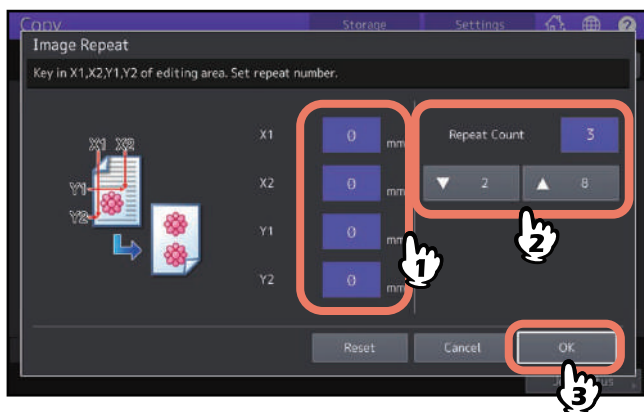 Copy
Storage
Settings
Image Repeat
Key in X1,X2,Y1,Y2 of editing area. Set repeat number.
X1 X2
Y1
Y2
X1 0 mm
X2 0 mm
Y1 0 mm
Y2 0 mm
1
Repeat Count 3
▼ 2 ▲ 8
2
Reset
Cancel
OK
3